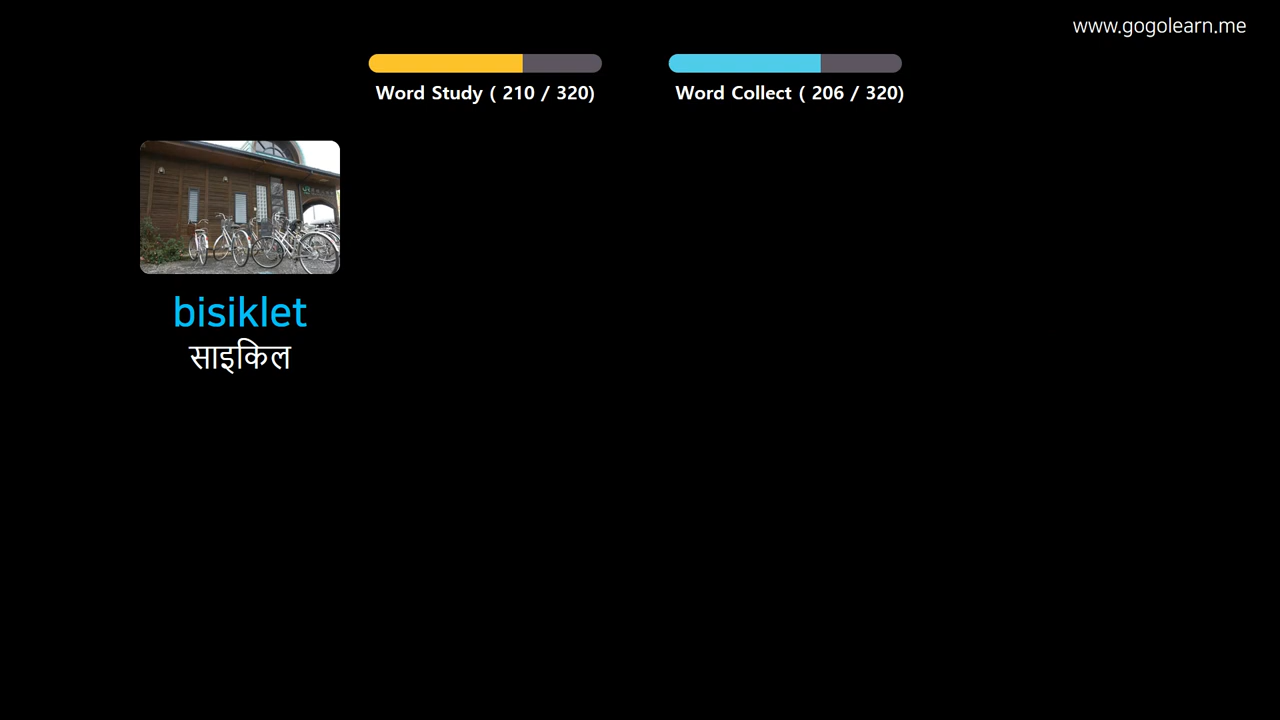 www.gogolearn.me
Word Study ( 210 / 320)
Word Collect ( 206 / 320)
bisiklet
साइकिल